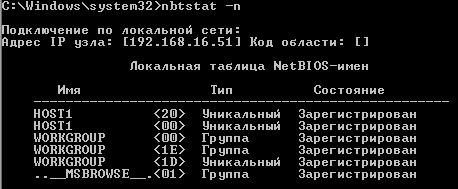 C:\Windows\system32>nbtstat -n
Подключение по локальной сети:
Адрес IP узла: [192.168.16.51] Код области: []
Локальная таблица NetBIOS-имен
Имя Тип Состояние
HOST1 <20> Уникальный Зарегистрирован
HOST1 <00> Уникальный Зарегистрирован
WORKGROUP <00> Группа Зарегистрирован
WORKGROUP <1E> Группа Зарегистрирован
WORKGROUP <1D> Уникальный Зарегистрирован
..__MSBROWSE__.<01> Группа Зарегистрирован